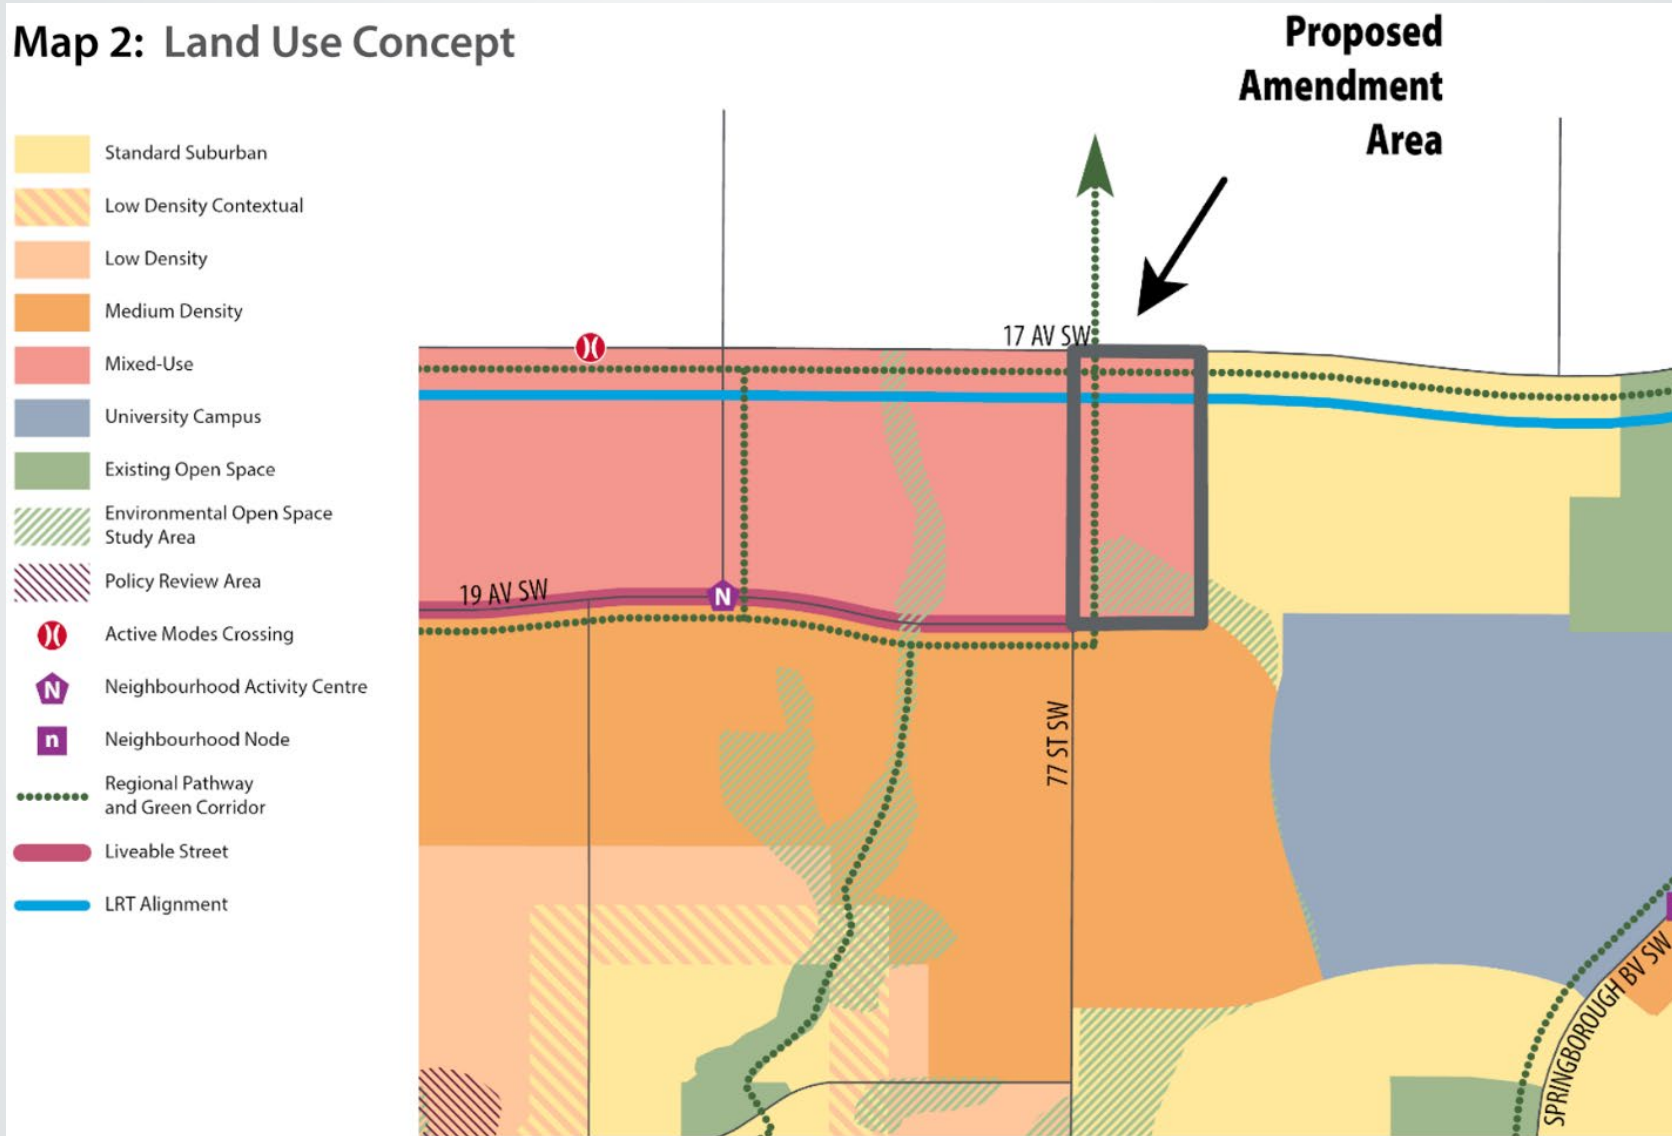 Map 2: Land Use Concept
Proposed
Amendment
Area
Standard Suburban
Low Density Contextual
Low Density
Medium Density
Mixed-Use
University Campus
Existing Open Space
Environmental Open Space
Study Area
Policy Review Area
Active Modes Crossing
N
Neighbourhood Activity Centre
n
Neighbourhood Node
Regional Pathway
and Green Corridor
Liveable Street
LRT Alignment
17 AV SW
19 AV SW
N
77 ST SW
SPRINGBOROUGH BV SW